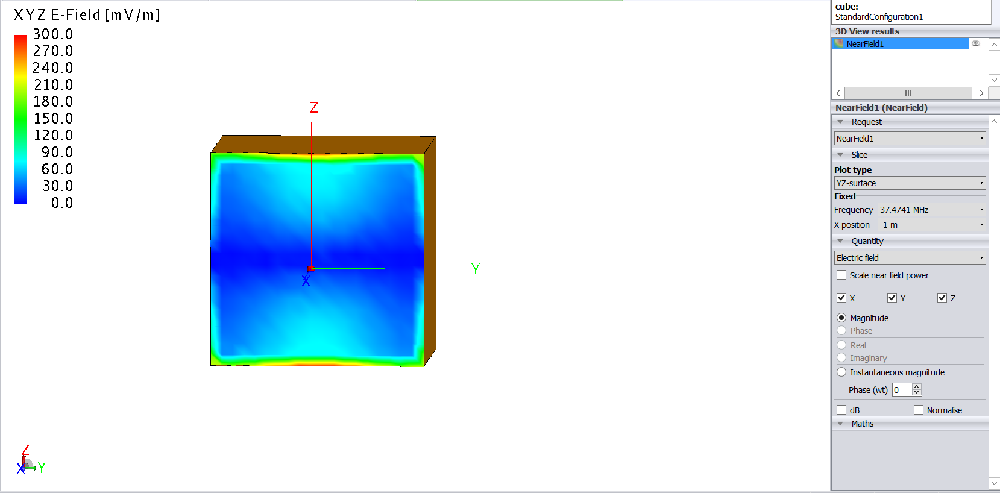 XYZ E-Field [mV/m]
300.0
270.0
240.0
210.0
180.0
150.0
120.0
90.0
60.0
30.0
0.0
Z
Y
X
Z
X
Y
cube:
StandardConfiguration1
3D View results
NearField1
NearField1 (NearField)
Request
NearField1
Slice
Plot type
YZ-surface
Fixed
Frequency 37.4741 MHz
X position -1 m
Quantity
Electric field
Scale near field power
X Y Z
Magnitude
Phase
Real
Imaginary
Instantaneous magnitude
Phase (wt) 0
dB Normalise
Maths